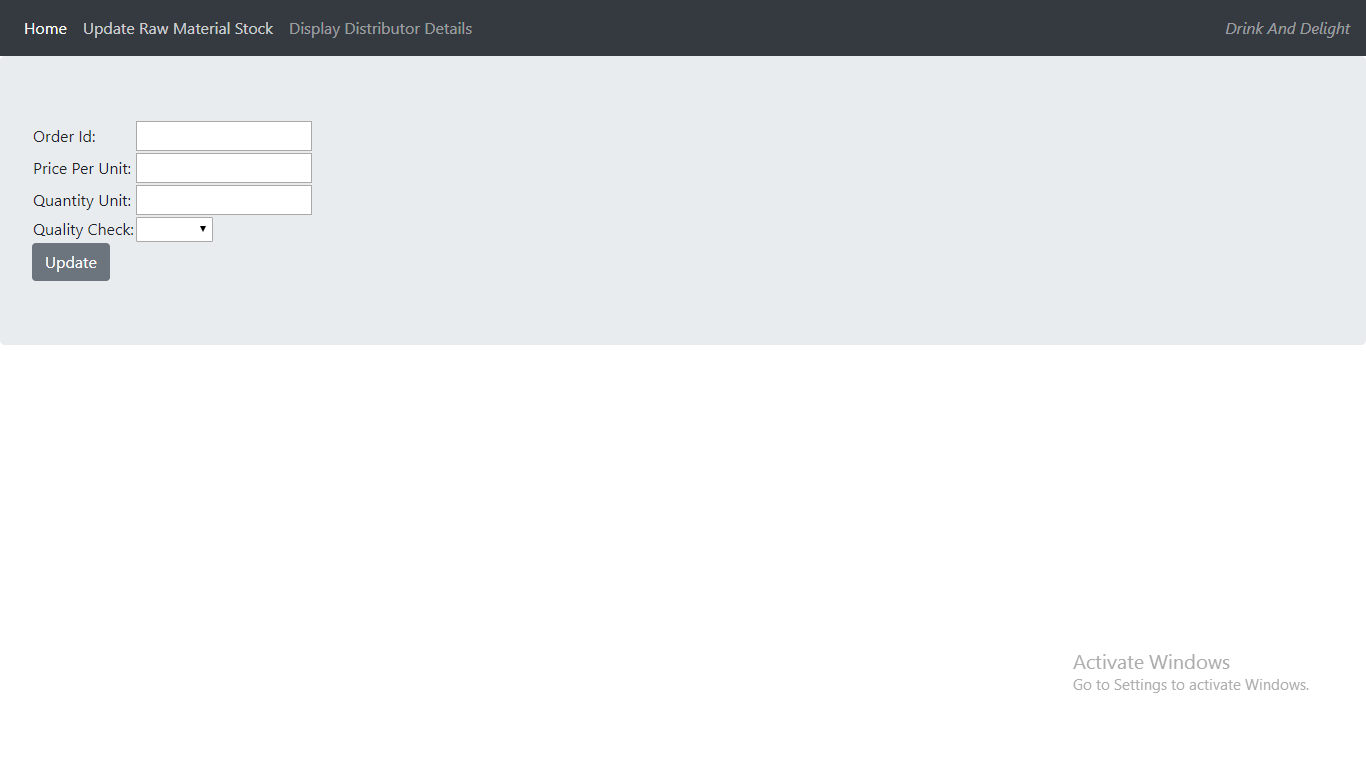 Home Update Raw Material Stock Display Distributor Details Drink And Delight
Order Id:
Price Per Unit:
Quantity Unit:
Quality Check:
Update
Activate Windows
Go to Settings to activate Windows.